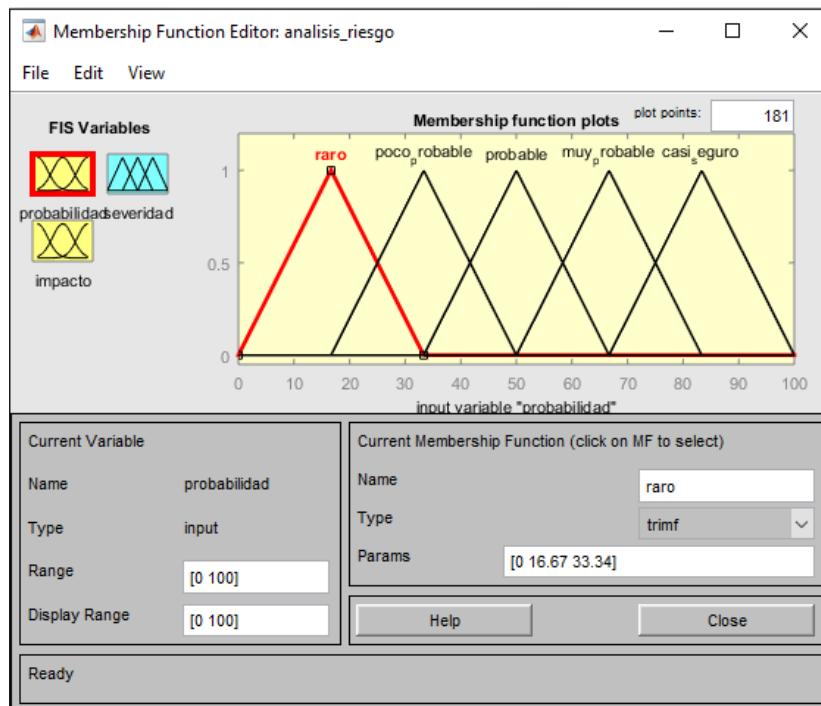 Membership Function Editor: analisis_riesgo
File Edit View
FIS Variables
probabilidad
severidad
impacto
Membership function plots
plot points:
181
raro
poco_probable
probable
muy_probable
casi_seguro
1
0.5
0
0 10 20 30 40 50 60 70 80 90 100
input variable "probabilidad"
Current Variable
Name probabilidad
Type input
Range [0 100]
Display Range [0 100]
Current Membership Function (click on MF to select)
Name raro
Type trimf
Params [0 16.67 33.34]
Help Close
Ready